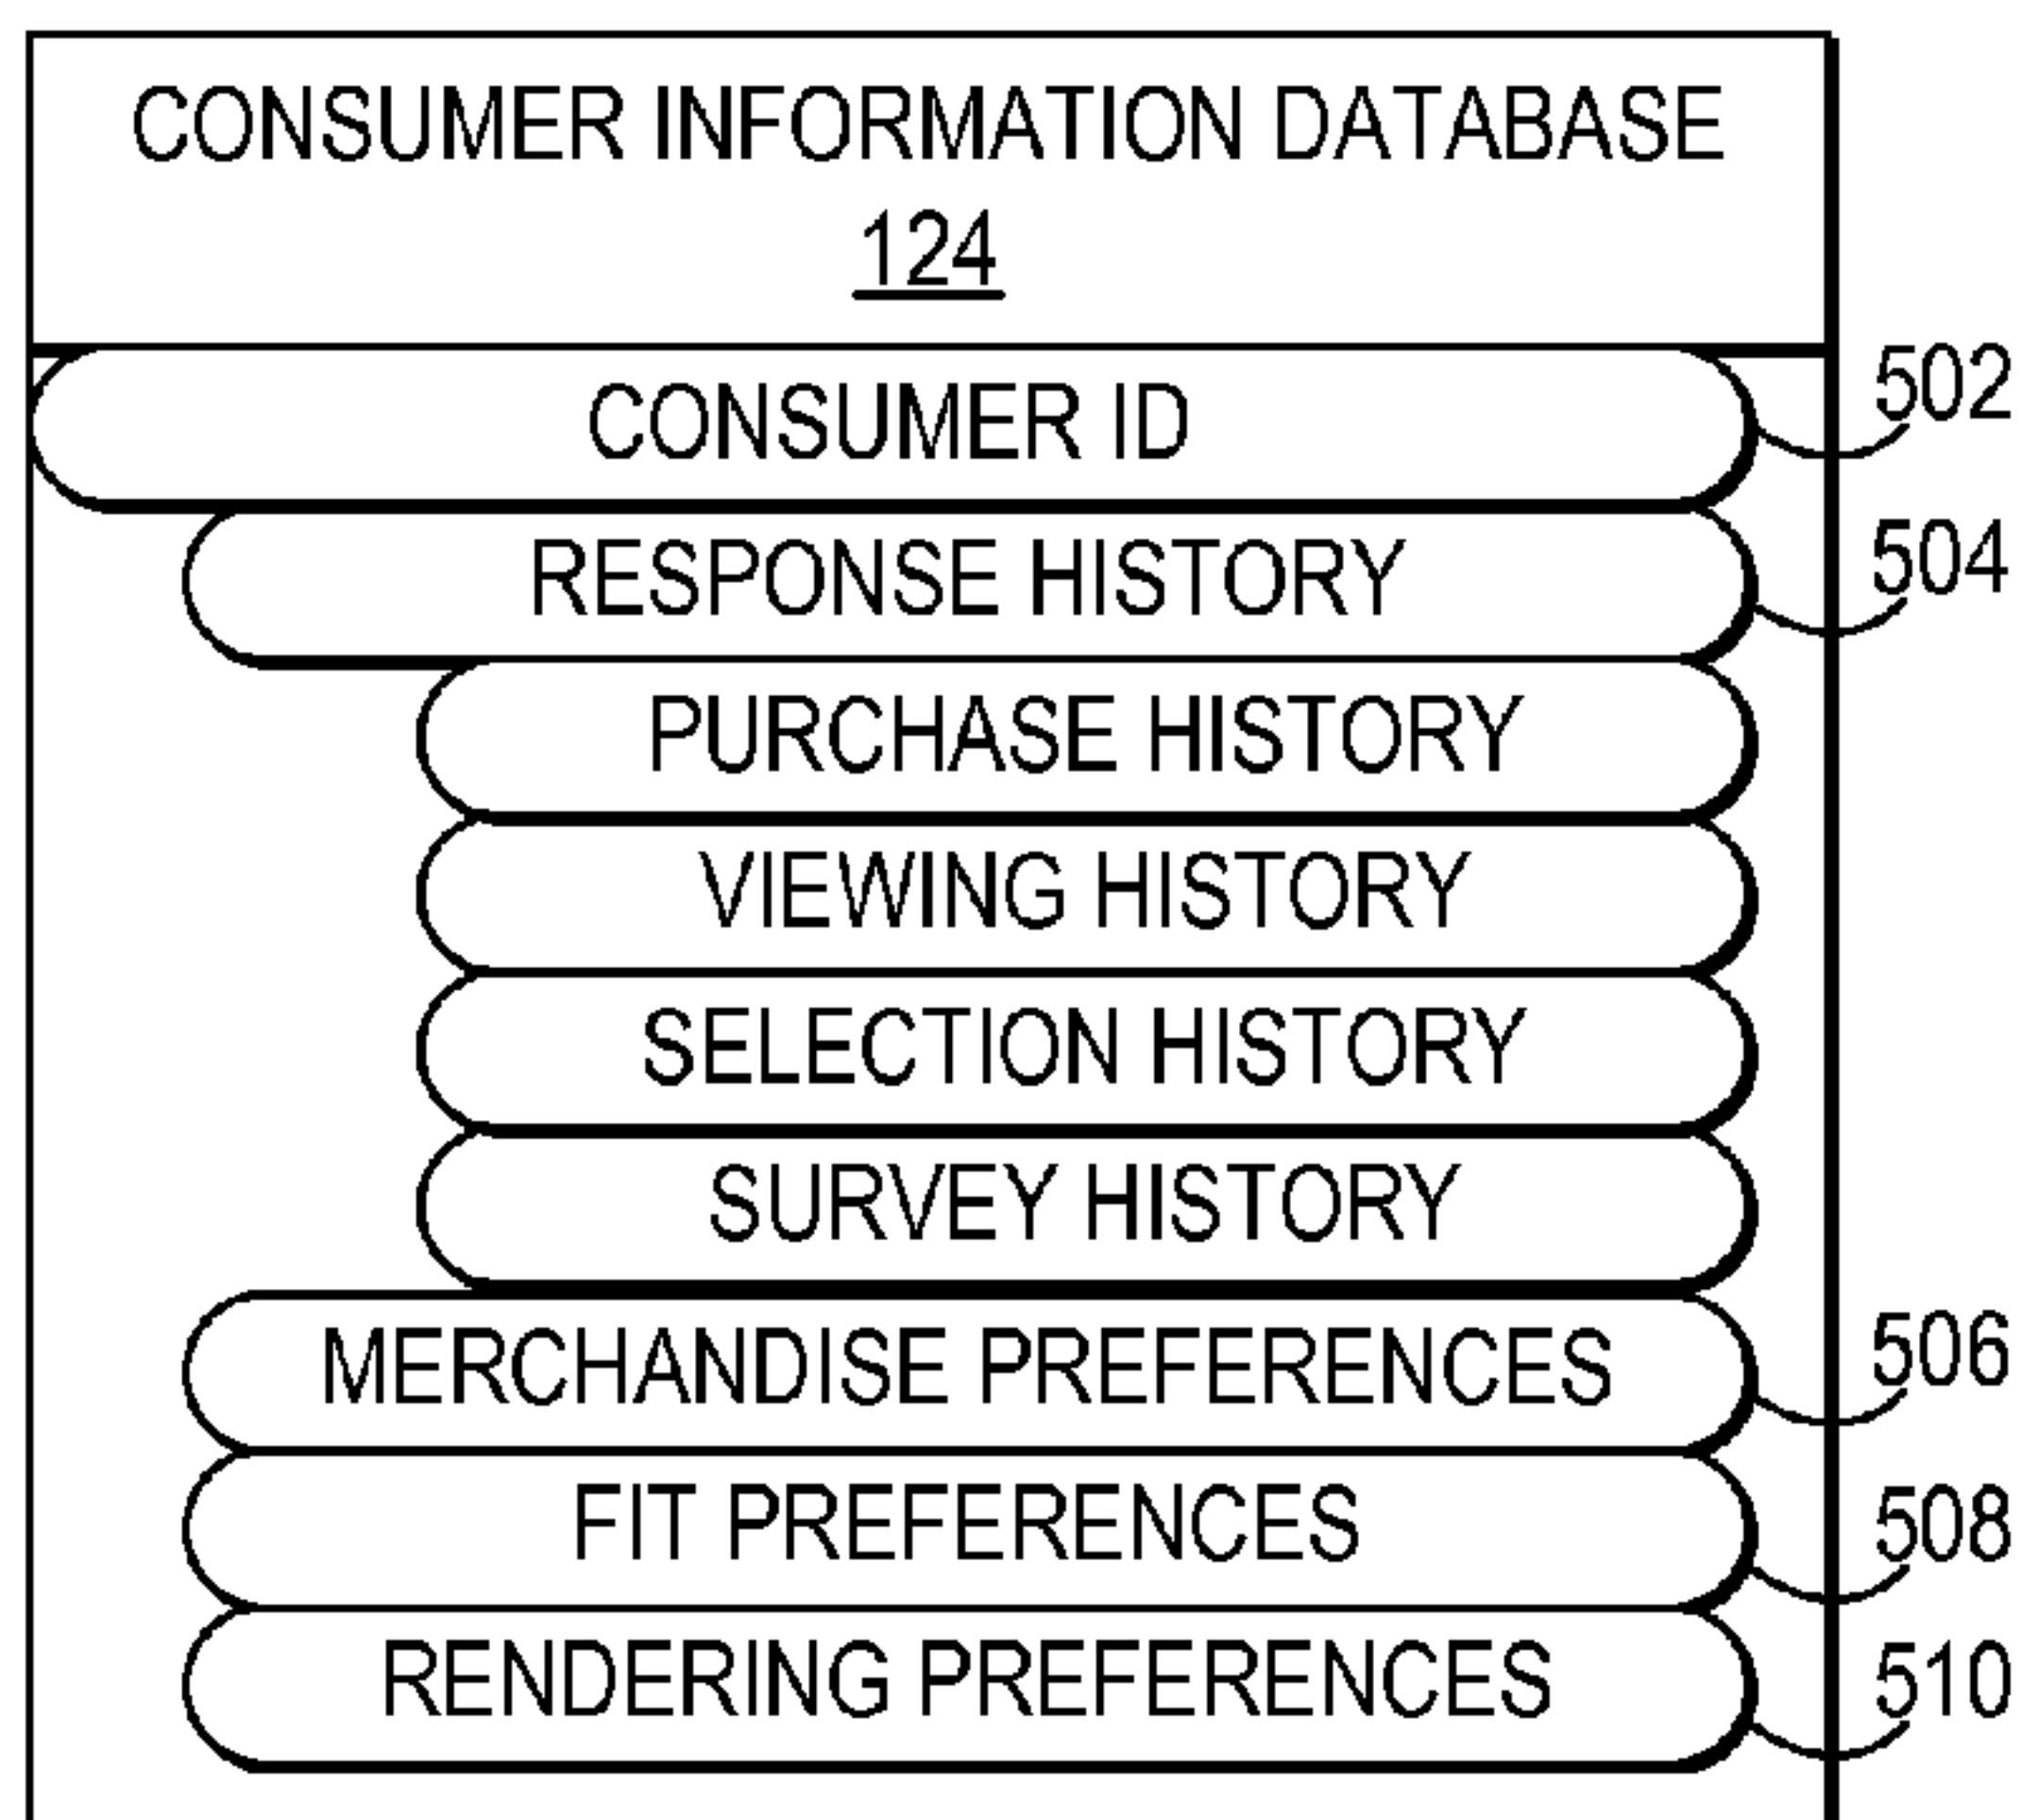 CONSUMER INFORMATION DATABASE
124
CONSUMER ID 502
RESPONSE HISTORY 504
PURCHASE HISTORY
VIEWING HISTORY
SELECTION HISTORY
SURVEY HISTORY
MERCHANDISE PREFERENCES 506
FIT PREFERENCES 508
RENDERING PREFERENCES 510